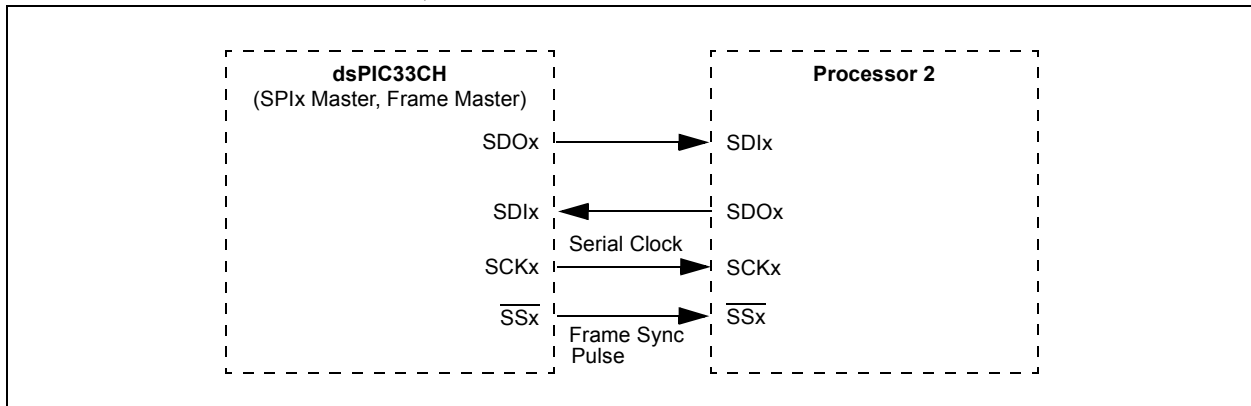 dsPIC33CH
(SPIx Master, Frame Master)
Processor 2
SDOx
SDIx
SDIx
SDOx
Serial Clock
SCKx
SCKx
SSx
SSx
Frame Sync
Pulse